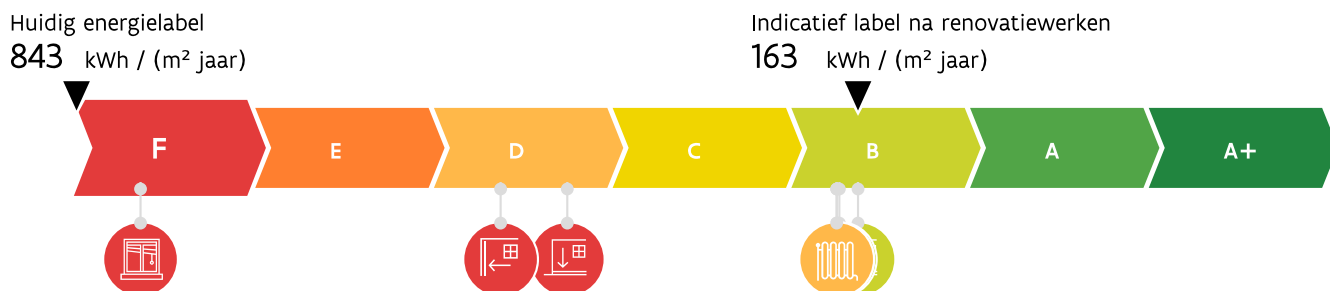 Huidig energielabel
843 kWh / (m² jaar)
Indicatief label na renovatiewerken
163 kWh / (m² jaar)
F E D C B A A+